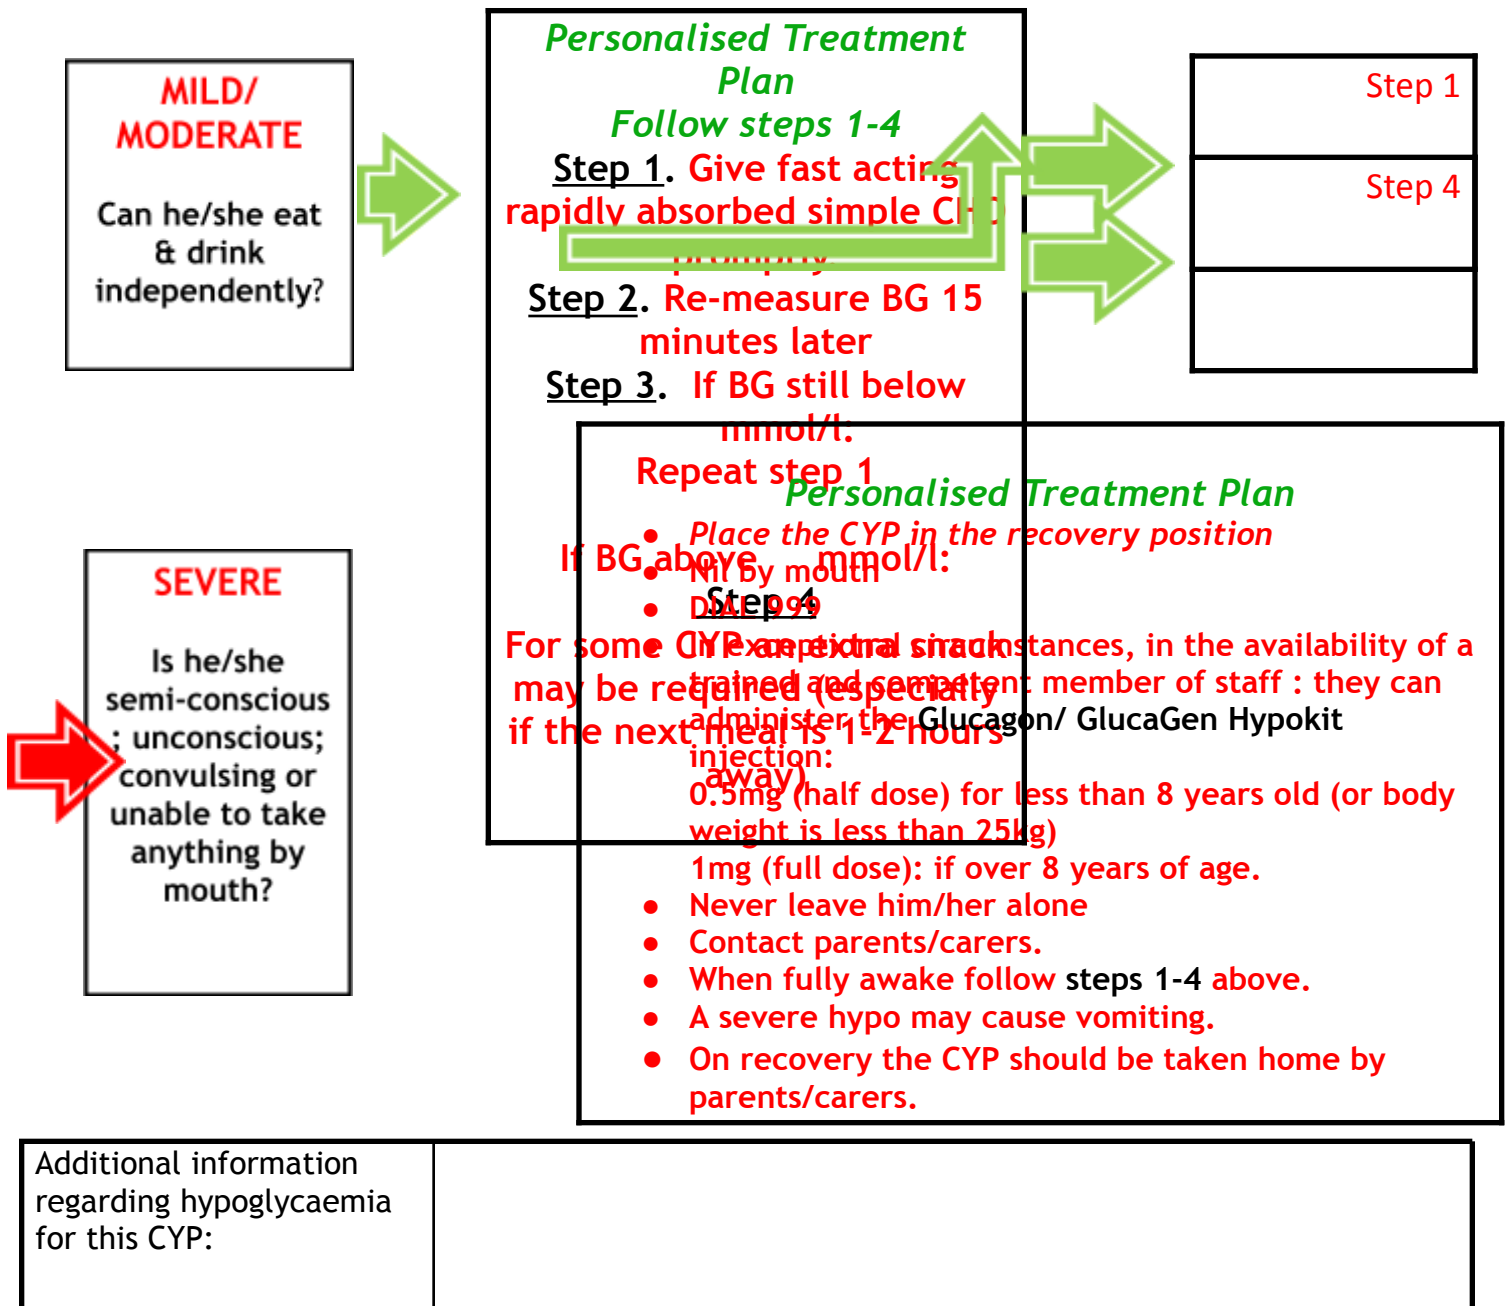 MILD/
MODERATE
Can he/she eat
& drink
independently?
Personalised Treatment
Plan
Follow steps 1-4
Step 1. Give fast acting
rapidly absorbed simple CHO
promptly.
Step 2. Re-measure BG 15
minutes later
Step 3. If BG still below
mmol/l:
Repeat step 1
If BG above mmol/l:
Step 4
For some CYP an extra snack
may be required (especially
if the next meal is 1-2 hours
away)
Step 1
Step 4
SEVERE
Is he/she
semi-conscious
; unconscious;
convulsing or
unable to take
anything by
mouth?
Personalised Treatment Plan
● Place the CYP in the recovery position
● Nil by mouth
● DIAL 999
● In exceptional circumstances, in the availability of a
trained and competent member of staff : they can
administer the Glucagon/ GlucaGen Hypokit
injection:
0.5mg (half dose) for less than 8 years old (or body
weight is less than 25kg)
1mg (full dose): if over 8 years of age.
● Never leave him/her alone
● Contact parents/carers.
● When fully awake follow steps 1-4 above.
● A severe hypo may cause vomiting.
● On recovery the CYP should be taken home by
parents/carers.
Additional information
regarding hypoglycaemia
for this CYP: